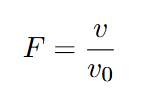 F = v / v₀